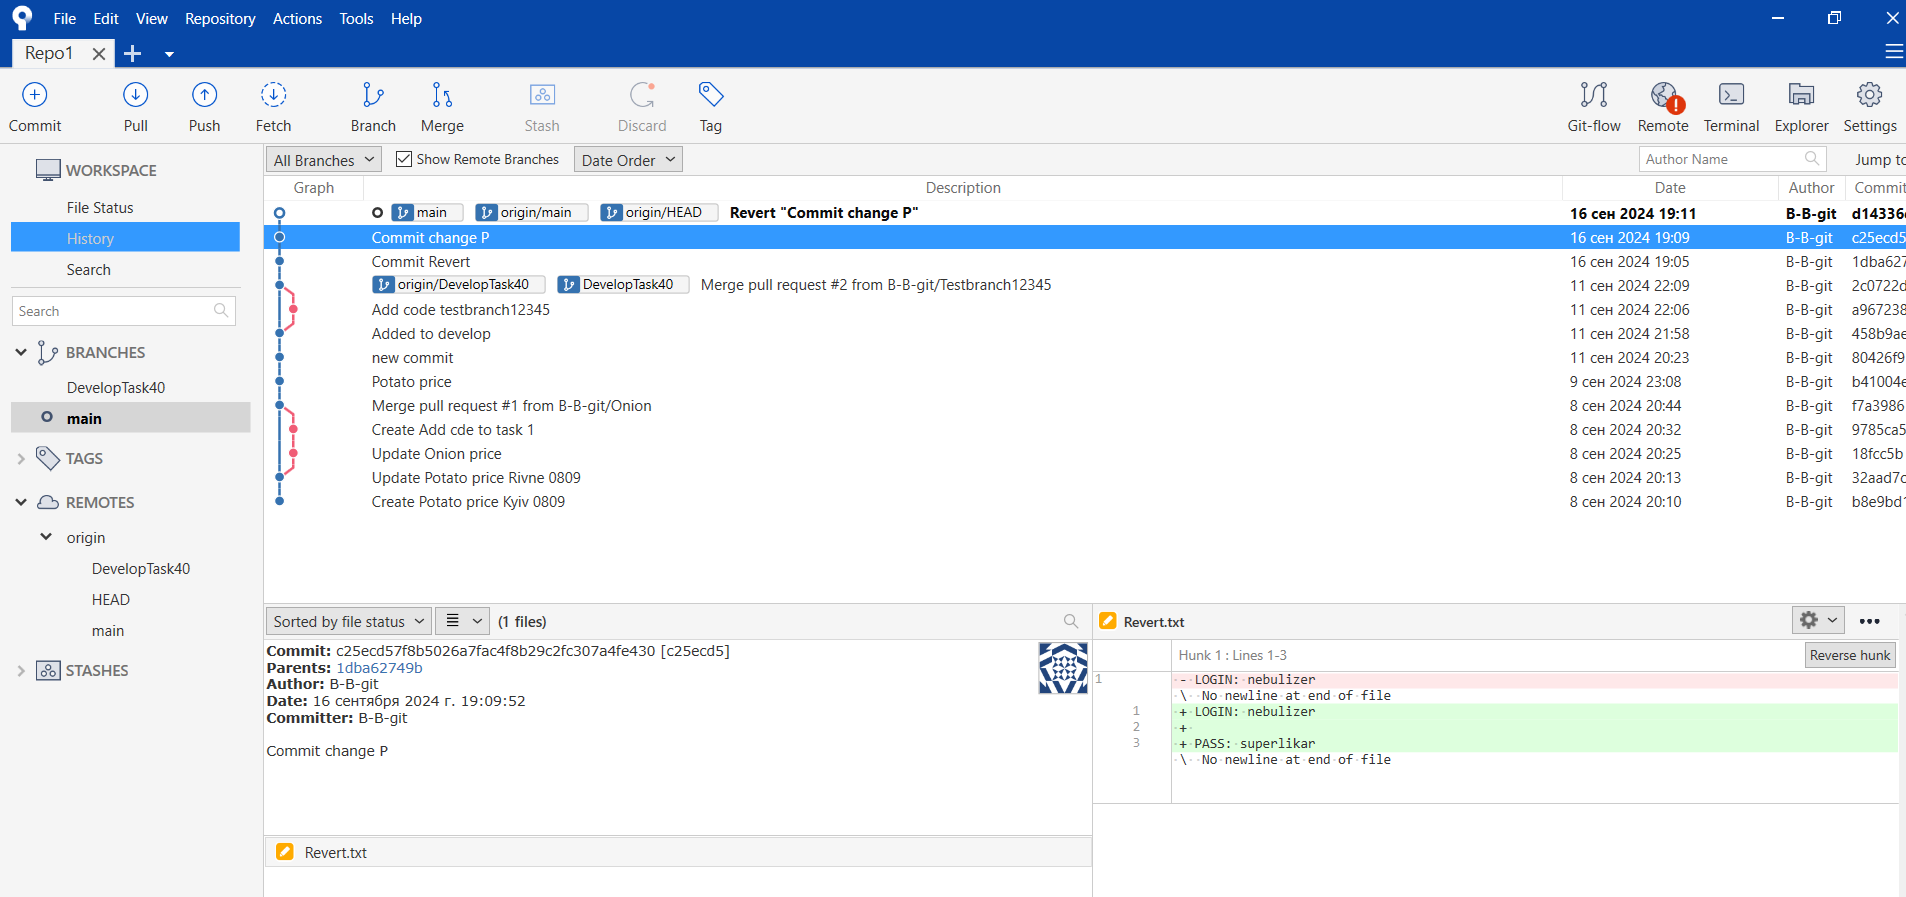 File Edit View Repository Actions Tools Help
Repo1
Commit Pull Push Fetch Branch Merge Stash Discard Tag Git-flow Remote Terminal Explorer Settings
WORKSPACE
File Status
History
Search
Search
BRANCHES
DevelopTask40
main
TAGS
REMOTES
origin
DevelopTask40
HEAD
main
STASHES
All Branches Show Remote Branches Date Order Author Name Jump to
Graph Description Date Author Commit
main origin/main origin/HEAD Revert "Commit change P" 16 сен 2024 19:11 B-B-git d14336
Commit change P 16 сен 2024 19:09 B-B-git c25ecd5
Commit Revert 16 сен 2024 19:05 B-B-git 1dba627
origin/DevelopTask40 DevelopTask40 Merge pull request #2 from B-B-git/Testbranch12345 11 сен 2024 22:09 B-B-git 2c0722d
Add code testbranch12345 11 сен 2024 22:06 B-B-git a967238
Added to develop 11 сен 2024 21:58 B-B-git 458b9ae
new commit 11 сен 2024 20:23 B-B-git 80426f9
Potato price 9 сен 2024 23:08 B-B-git b41004e
Merge pull request #1 from B-B-git/Onion 8 сен 2024 20:44 B-B-git f7a3986
Create Add cde to task 1 8 сен 2024 20:32 B-B-git 9785ca5
Update Onion price 8 сен 2024 20:25 B-B-git 18fcc5b
Update Potato price Rivne 0809 8 сен 2024 20:13 B-B-git 32aad7c
Create Potato price Kyiv 0809 8 сен 2024 20:10 B-B-git b8e9bd1
Sorted by file status (1 files)
Commit: c25ecd57f8b5026a7fac4f8b29c2fc307a4fe430 [c25ecd5]
Parents: 1dba62749b
Author: B-B-git
Date: 16 сентября 2024 г. 19:09:52
Committer: B-B-git
Commit change P
Revert.txt
Revert.txt
Hunk 1 : Lines 1-3 Reverse hunk
1 - LOGIN: nebulizer
\ No newline at end of file
1 + LOGIN: nebulizer
2 +
3 + PASS: superlikar
\ No newline at end of file